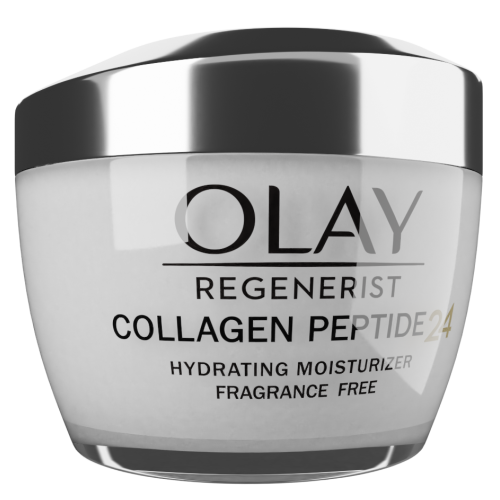 OLAY
REGENERIST
COLLAGEN PEPTIDE24
HYDRATING MOISTURIZER
FRAGRANCE FREE